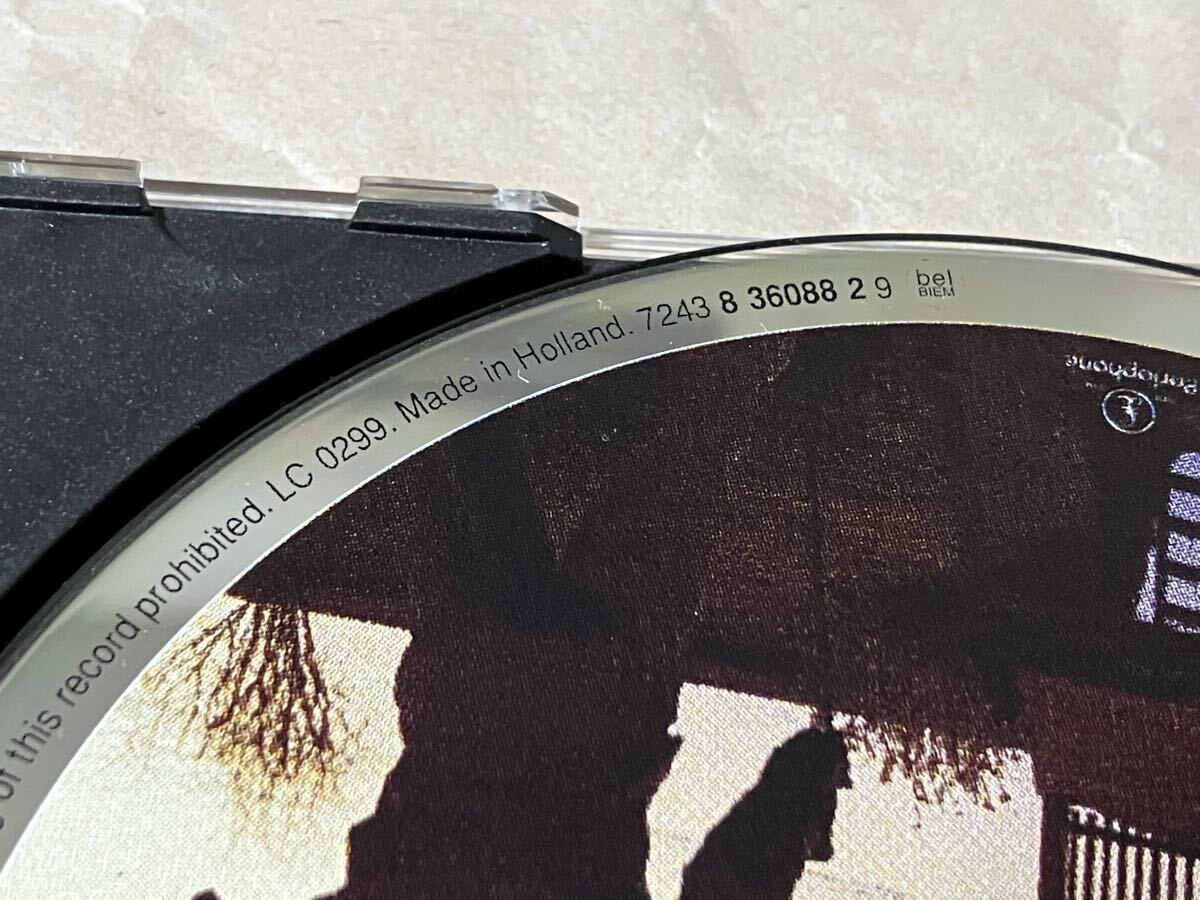 of this record prohibited. LC 0299. Made in Holland. 7243 8 36088 2 9
bel
BIEM
Parlophone